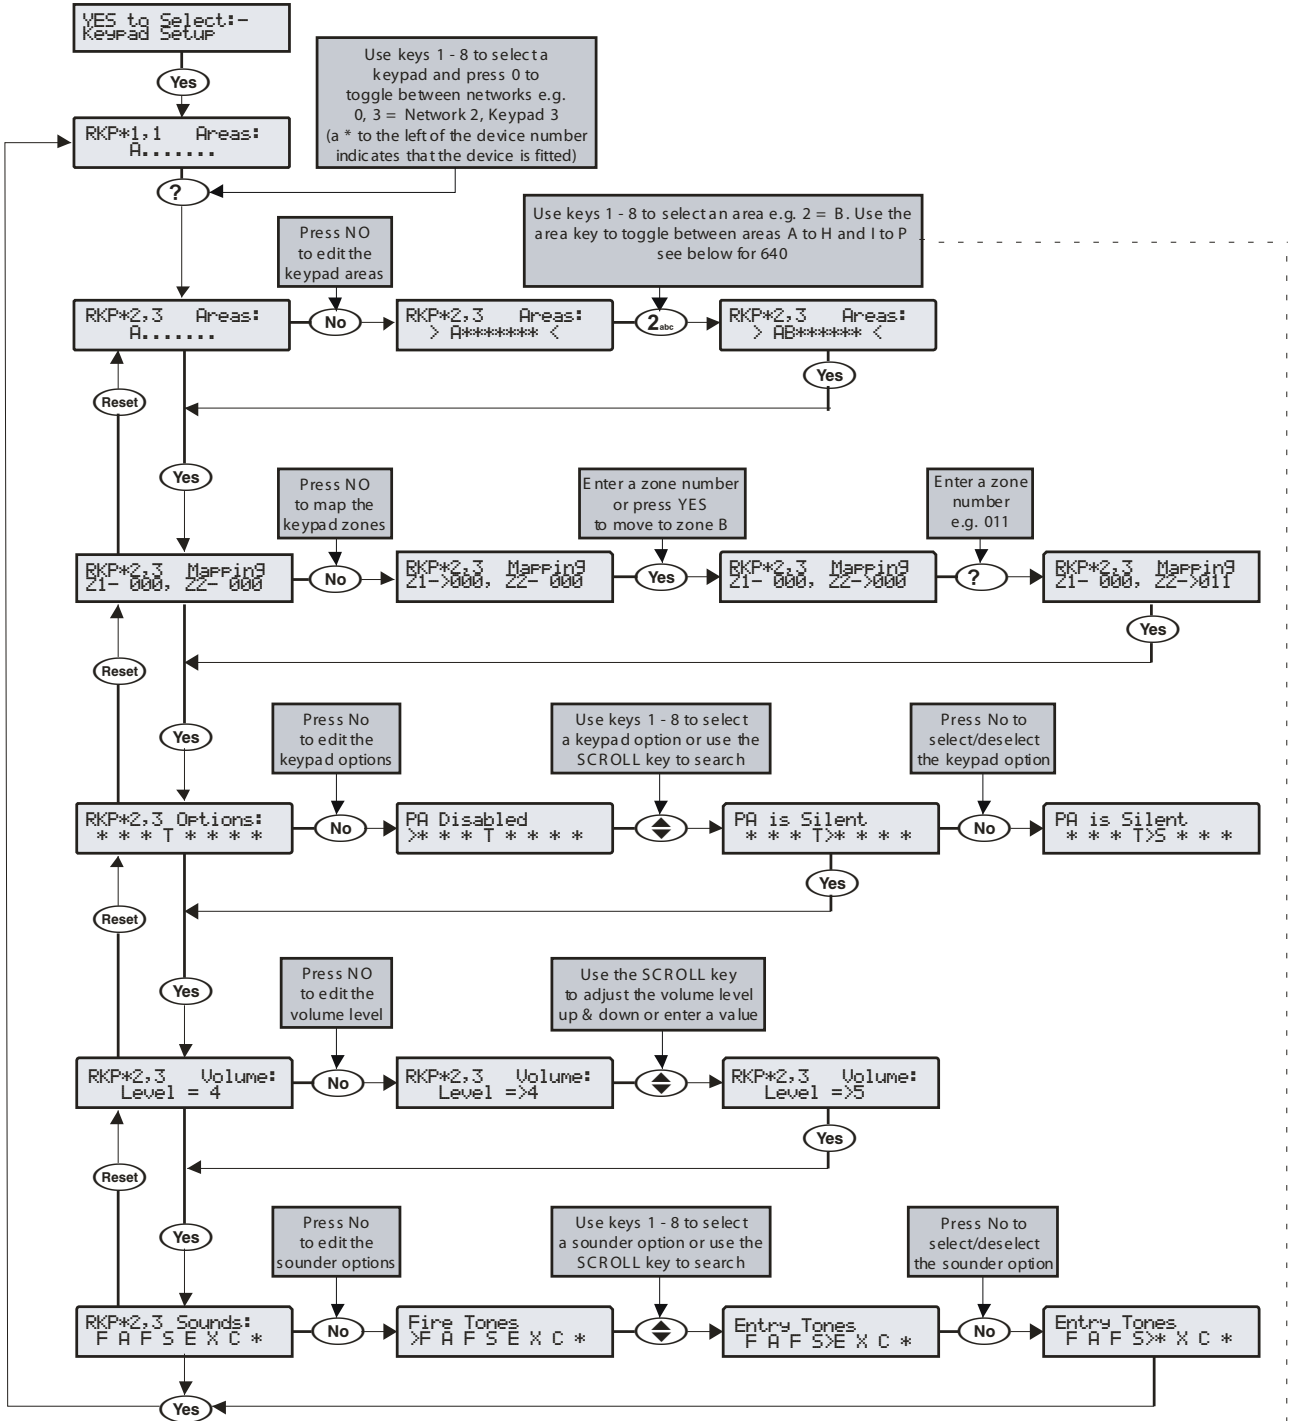 YES to Select:-
Keypad Setup
Yes
Use keys 1 - 8 to select a
keypad and press 0 to
toggle between networks e.g.
0, 3 = Network 2, Keypad 3
(a * to the left of the device number
indicates that the device is fitted)
RKP*1,1 Areas:
A.......
?
Press NO
to edit the
keypad areas
Use keys 1 - 8 to select an area e.g. 2 = B. Use the
area key to toggle between areas A to H and I to P
see below for 640
RKP*2,3 Areas:
A.......
No
RKP*2,3 Areas:
> A******* <
2abc
RKP*2,3 Areas:
> AB****** <
Yes
Reset
Yes
Press NO
to map the
keypad zones
Enter a zone number
or press YES
to move to zone B
Enter a zone
number
e.g. 011
RKP*2,3 Mapping
Z1- 000, Z2- 000
No
RKP*2,3 Mapping
Z1->000, Z2- 000
Yes
RKP*2,3 Mapping
Z1- 000, Z2->000
?
RKP*2,3 Mapping
Z1- 000, Z2->011
Yes
Reset
Yes
Press No
to edit the
keypad options
Use keys 1 - 8 to select
a keypad option or use the
SCROLL key to search
Press No to
select/deselect
the keypad option
RKP*2,3 Options:
* * * T * * * *
No
PA Disabled
>* * * T * * * *
PA is Silent
* * * T>* * * *
No
PA is Silent
* * * T>S * * *
Yes
Reset
Yes
Press NO
to edit the
volume level
Use the SCROLL key
to adjust the volume level
up & down or enter a value
RKP*2,3 Volume:
Level = 4
No
RKP*2,3 Volume:
Level =>4
RKP*2,3 Volume:
Level =>5
Yes
Reset
Yes
Press No
to edit the
sounder options
Use keys 1 - 8 to select
a sounder option or use the
SCROLL key to search
Press No to
select/deselect
the sounder option
RKP*2,3 Sounds:
F A F S E X C *
No
Fire Tones
>F A F S E X C *
Entry Tones
F A F S>E X C *
No
Entry Tones
F A F S>* X C *
Yes